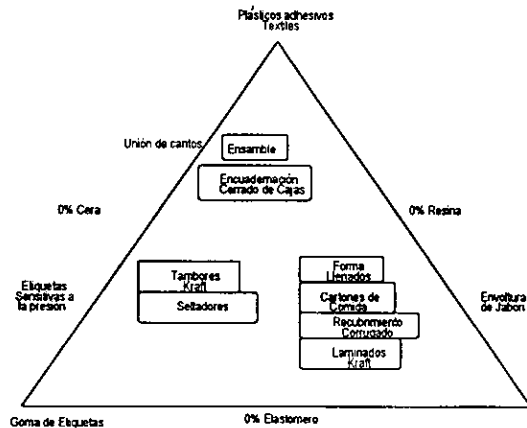 Plásticos adhesivos
Textiles
Unión de cantos
Ensamble
Encuadernación
Cerrado de Cajas
0% Cera
0% Resina
Etiquetas
Sensitivas a
la presión
Tambores
Kraft
Selladores
Forma
Llenados
Cartones de
Comida
Recubrimiento
Corrugado
Laminados
Kraft
Envoltura
de Jabon
Goma de Etiquetas
0% Elastomero